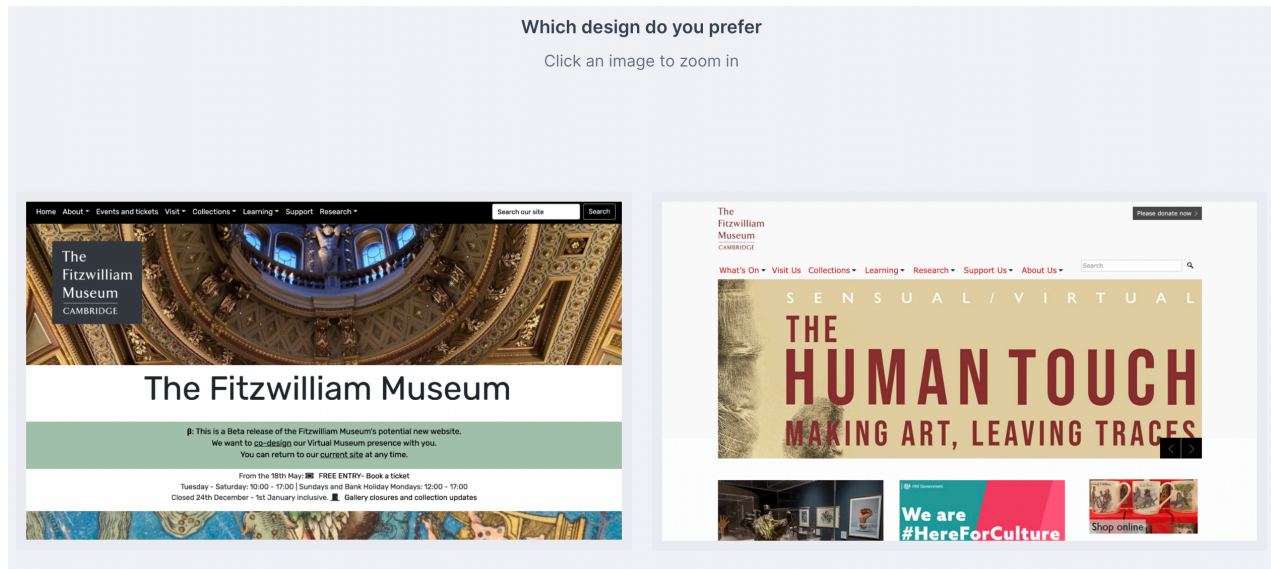 Which design do you prefer
Click an image to zoom in
Home About Events and tickets Visit Collections Learning Support Research Search our site Search
The
Fitzwilliam
Museum
CAMBRIDGE
The Fitzwilliam Museum
β: This is a Beta release of the Fitzwilliam Museum's potential new website.
We want to co-design our Virtual Museum presence with you.
You can return to our current site at any time.
From the 18th May: FREE ENTRY- Book a ticket
Tuesday - Saturday: 10:00 - 17:00 | Sundays and Bank Holiday Mondays: 12:00 - 17:00
Closed 24th December - 1st January inclusive. Gallery closures and collection updates
The
Fitzwilliam
Museum
CAMBRIDGE
Please donate now >
What's On Visit Us Collections Learning Research Support Us About Us Search
SENSUAL/VIRTUAL
THE
HUMAN TOUCH
MAKING ART, LEAVING TRACES
HM Government
We are
#HereForCulture
Shop online